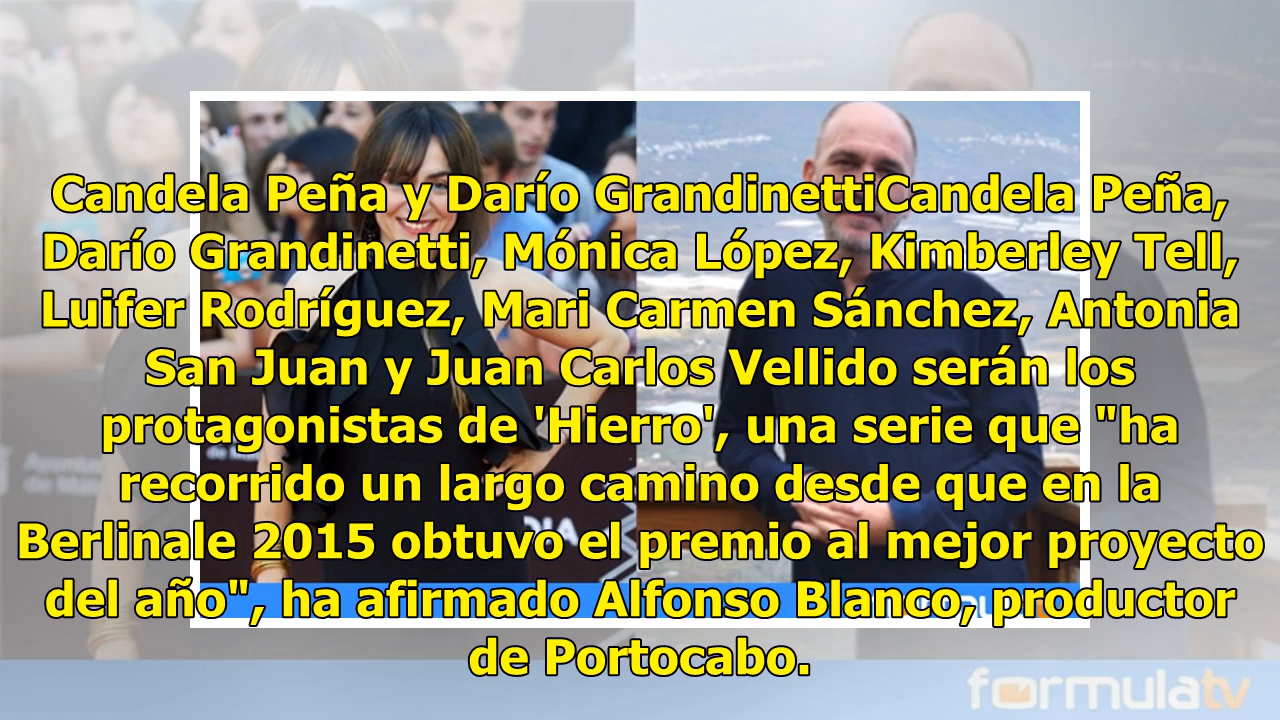 Candela Peña y Darío GrandinettiCandela Peña,
Darío Grandinetti, Mónica López, Kimberley Tell,
Luifer Rodríguez, Mari Carmen Sánchez, Antonia
San Juan y Juan Carlos Vellido serán los
protagonistas de 'Hierro', una serie que "ha
recorrido un largo camino desde que en la
Berlinale 2015 obtuvo el premio al mejor proyecto
del año", ha afirmado Alfonso Blanco, productor
de Portocabo.
formulatv